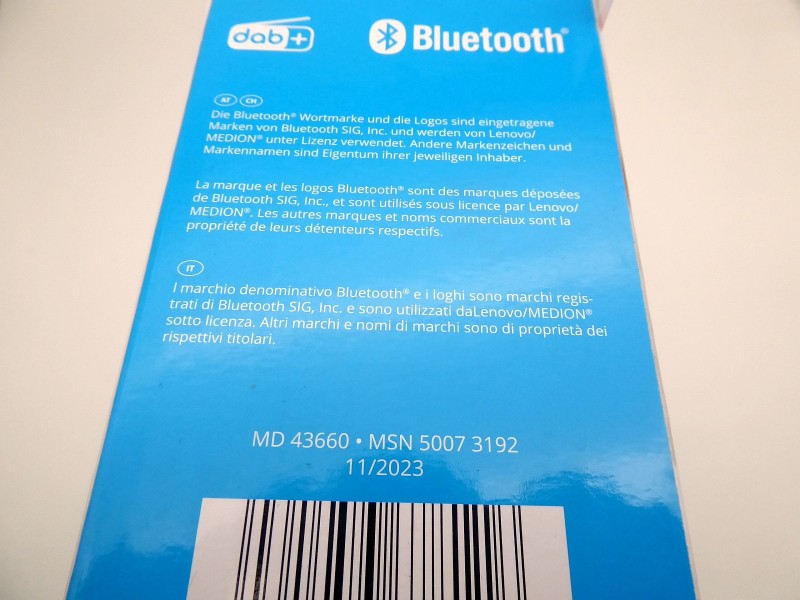 dab+ Bluetooth®
AT CH
Die Bluetooth® Wortmarke und die Logos sind eingetragene
Marken von Bluetooth SIG, Inc. und werden von Lenovo/
MEDION® unter Lizenz verwendet. Andere Markenzeichen und
Markennamen sind Eigentum ihrer jeweiligen Inhaber.
La marque et les logos Bluetooth® sont des marques déposées
de Bluetooth SIG, Inc., et sont utilisés sous licence par Lenovo/
MEDION®. Les autres marques et noms commerciaux sont la
propriété de leurs détenteurs respectifs.
IT
I marchio denominativo Bluetooth® e i loghi sono marchi regis-
trati di Bluetooth SIG, Inc. e sono utilizzati daLenovo/MEDION®
sotto licenza. Altri marchi e nomi di marchi sono di proprietà dei
rispettivi titolari.
MD 43660 • MSN 5007 3192
11/2023